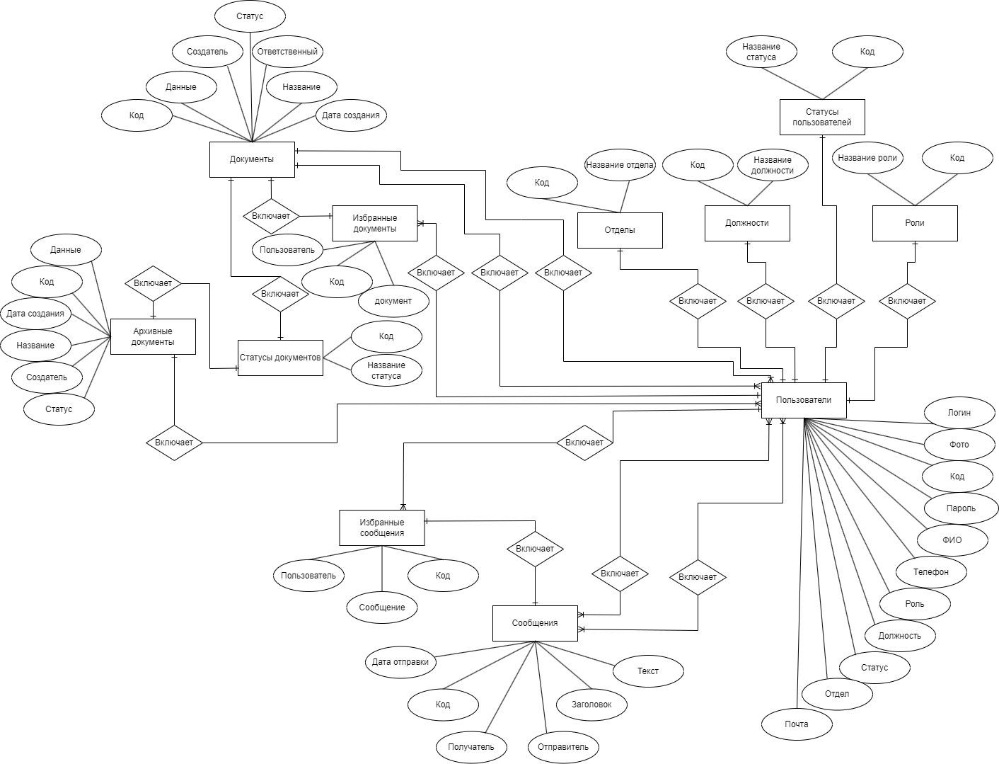 Статус
Создатель
Ответственный
Название
статуса
Код
Данные
Название
Код
Дата создания
Статусы
пользователей
Документы
Название отдела
Код
Название
должности
Название роли
Код
Код
Включает
Избранные
документы
Отделы
Должности
Роли
Данные
Пользователь
Включает
Включает
Включает
Код
Код
Включает
Включает
документ
Включает
Включает
Включает
Включает
Дата создания
Архивные
документы
Код
Название
Статусы документов
Название
статуса
Создатель
Пользователи
Статус
Логин
Включает
Включает
Фото
Код
Пароль
Избранные
сообщения
ФИО
Включает
Пользователь
Код
Включает
Включает
Телефон
Сообщение
Роль
Сообщения
Должность
Дата отправки
Текст
Статус
Отдел
Код
Заголовок
Почта
Получатель
Отправитель